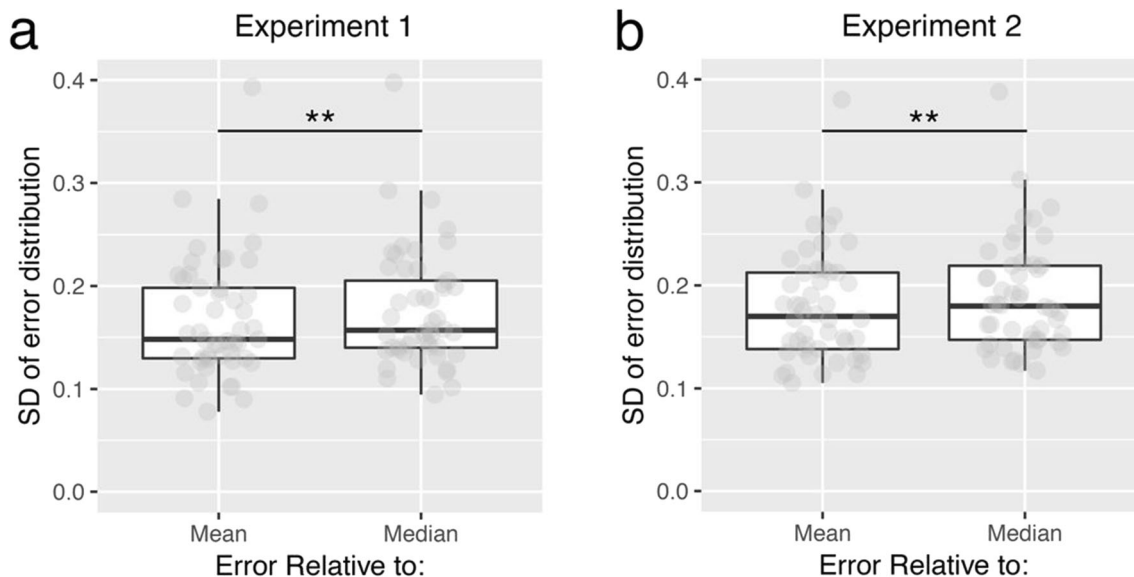 a
Experiment 1
SD of error distribution
0.4
0.3
0.2
0.1
0.0
**
Mean
Median
Error Relative to:
b
Experiment 2
SD of error distribution
0.4
0.3
0.2
0.1
0.0
**
Mean
Median
Error Relative to: